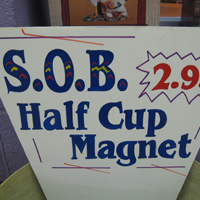 S.O.B. 2.9
Half Cup
Magnet